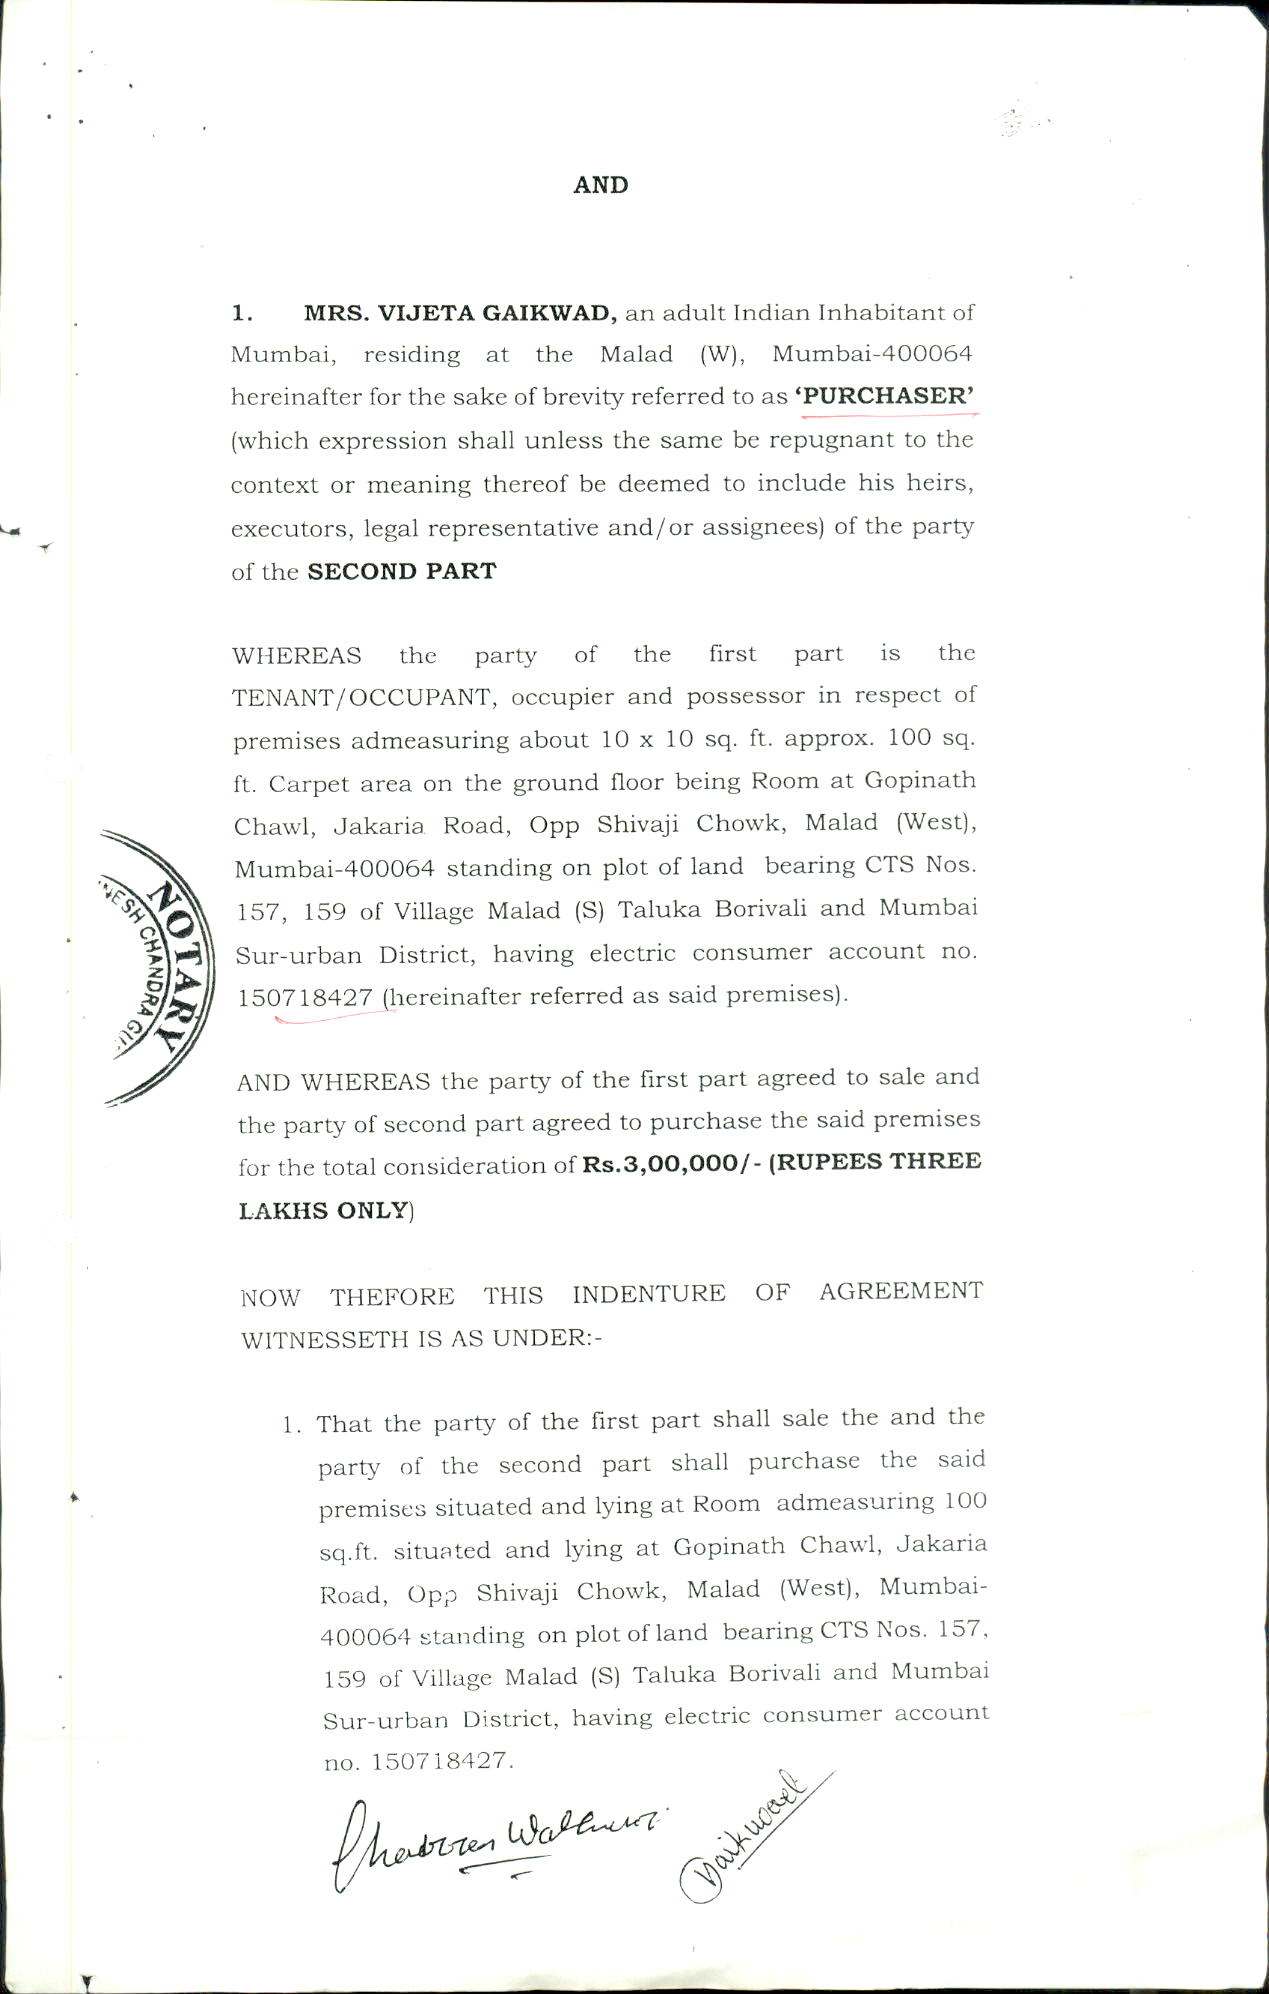 AND
1. MRS. VIJETA GAIKWAD, an adult Indian Inhabitant of
Mumbai, residing at the Malad (W), Mumbai-400064
hereinafter for the sake of brevity referred to as ‘PURCHASER’
(which expression shall unless the same be repugnant to the
context or meaning thereof be deemed to include his heirs,
executors, legal representative and/or assignees) of the party
of the SECOND PART
WHEREAS the party of the first part is the
TENANT/OCCUPANT, occupier and possessor in respect of
premises admeasuring about 10 x 10 sq. ft. approx. 100 sq.
ft. Carpet area on the ground floor being Room at Gopinath
Chawl, Jakaria Road, Opp Shivaji Chowk, Malad (West),
Mumbai-400064 standing on plot of land bearing CTS Nos.
157, 159 of Village Malad (S) Taluka Borivali and Mumbai
Sur-urban District, having electric consumer account no.
150718427 (hereinafter referred as said premises).
NOTARY
NESH CHANDRA
AND WHEREAS the party of the first part agreed to sale and
the party of second part agreed to purchase the said premises
for the total consideration of Rs.3,00,000/- (RUPEES THREE
LAKHS ONLY)
NOW THEFORE THIS INDENTURE OF AGREEMENT
WITNESSETH IS AS UNDER:-
1. That the party of the first part shall sale the and the
party of the second part shall purchase the said
premises situated and lying at Room admeasuring 100
sq.ft. situated and lying at Gopinath Chawl, Jakaria
Road, Opp Shivaji Chowk, Malad (West), Mumbai-
400064 standing on plot of land bearing CTS Nos. 157,
159 of Village Malad (S) Taluka Borivali and Mumbai
Sur-urban District, having electric consumer account
no. 150718427.